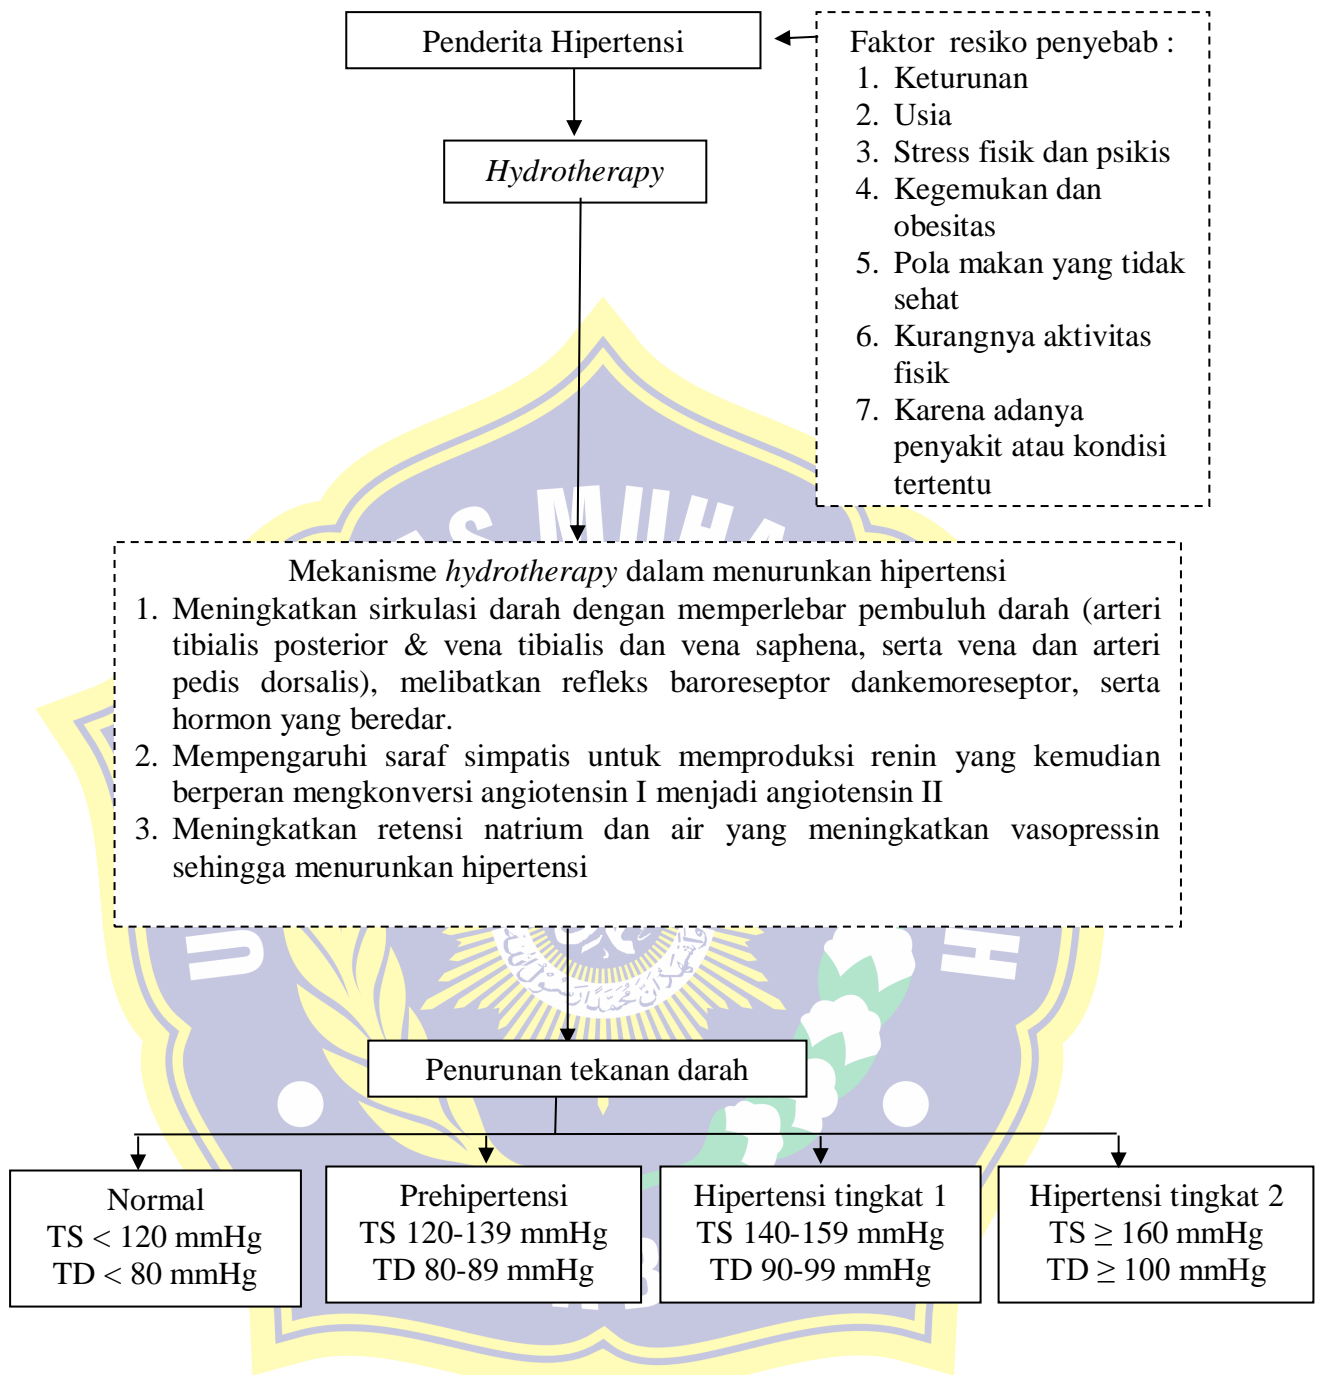 Penderita Hipertensi
Faktor resiko penyebab :
1. Keturunan
2. Usia
3. Stress fisik dan psikis
4. Kegemukan dan
obesitas
5. Pola makan yang tidak
sehat
6. Kurangnya aktivitas
fisik
7. Karena adanya
penyakit atau kondisi
tertentu
Hydrotherapy
S MUHA
Mekanisme hydrotherapy dalam menurunkan hipertensi
1. Meningkatkan sirkulasi darah dengan memperlebar pembuluh darah (arteri
tibialis posterior & vena tibialis dan vena saphena, serta vena dan arteri
pedis dorsalis), melibatkan refleks baroreseptor dankemoreseptor, serta
hormon yang beredar.
2. Mempengaruhi saraf simpatis untuk memproduksi renin yang kemudian
berperan mengkonversi angiotensin I menjadi angiotensin II
3. Meningkatkan retensi natrium dan air yang meningkatkan vasopressin
sehingga menurunkan hipertensi
U H
Penurunan tekanan darah
Normal
TS < 120 mmHg
TD < 80 mmHg
Prehipertensi
TS 120-139 mmHg
TD 80-89 mmHg
Hipertensi tingkat 1
TS 140-159 mmHg
TD 90-99 mmHg
Hipertensi tingkat 2
TS ≥ 160 mmHg
TD ≥ 100 mmHg